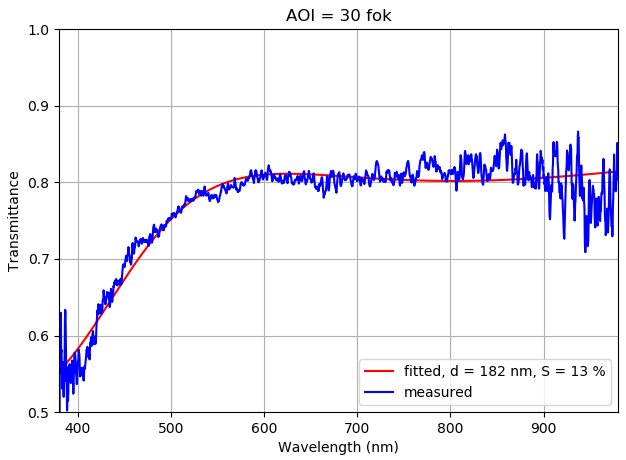 AOI = 30 fok
1.0
0.9
0.8
0.7
0.6
0.5
Transmittance
fitted, d = 182 nm, S = 13 %
measured
400 500 600 700 800 900
Wavelength (nm)